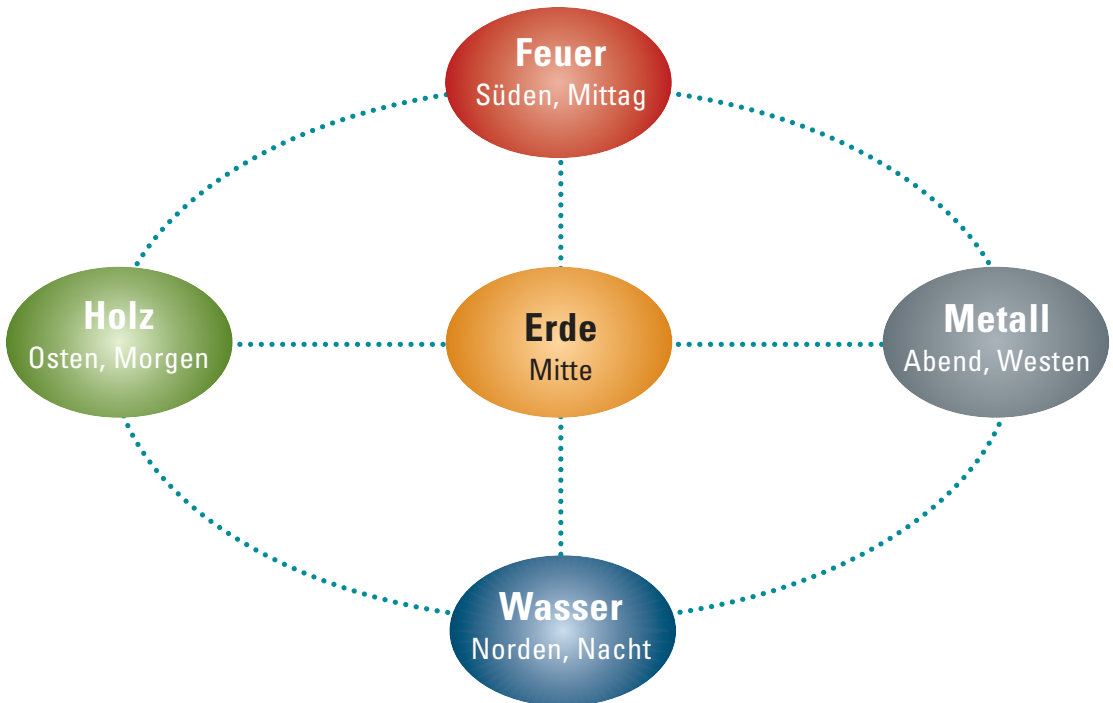 Feuer
Süden, Mittag
Holz
Osten, Morgen
Erde
Mitte
Metall
Abend, Westen
Wasser
Norden, Nacht